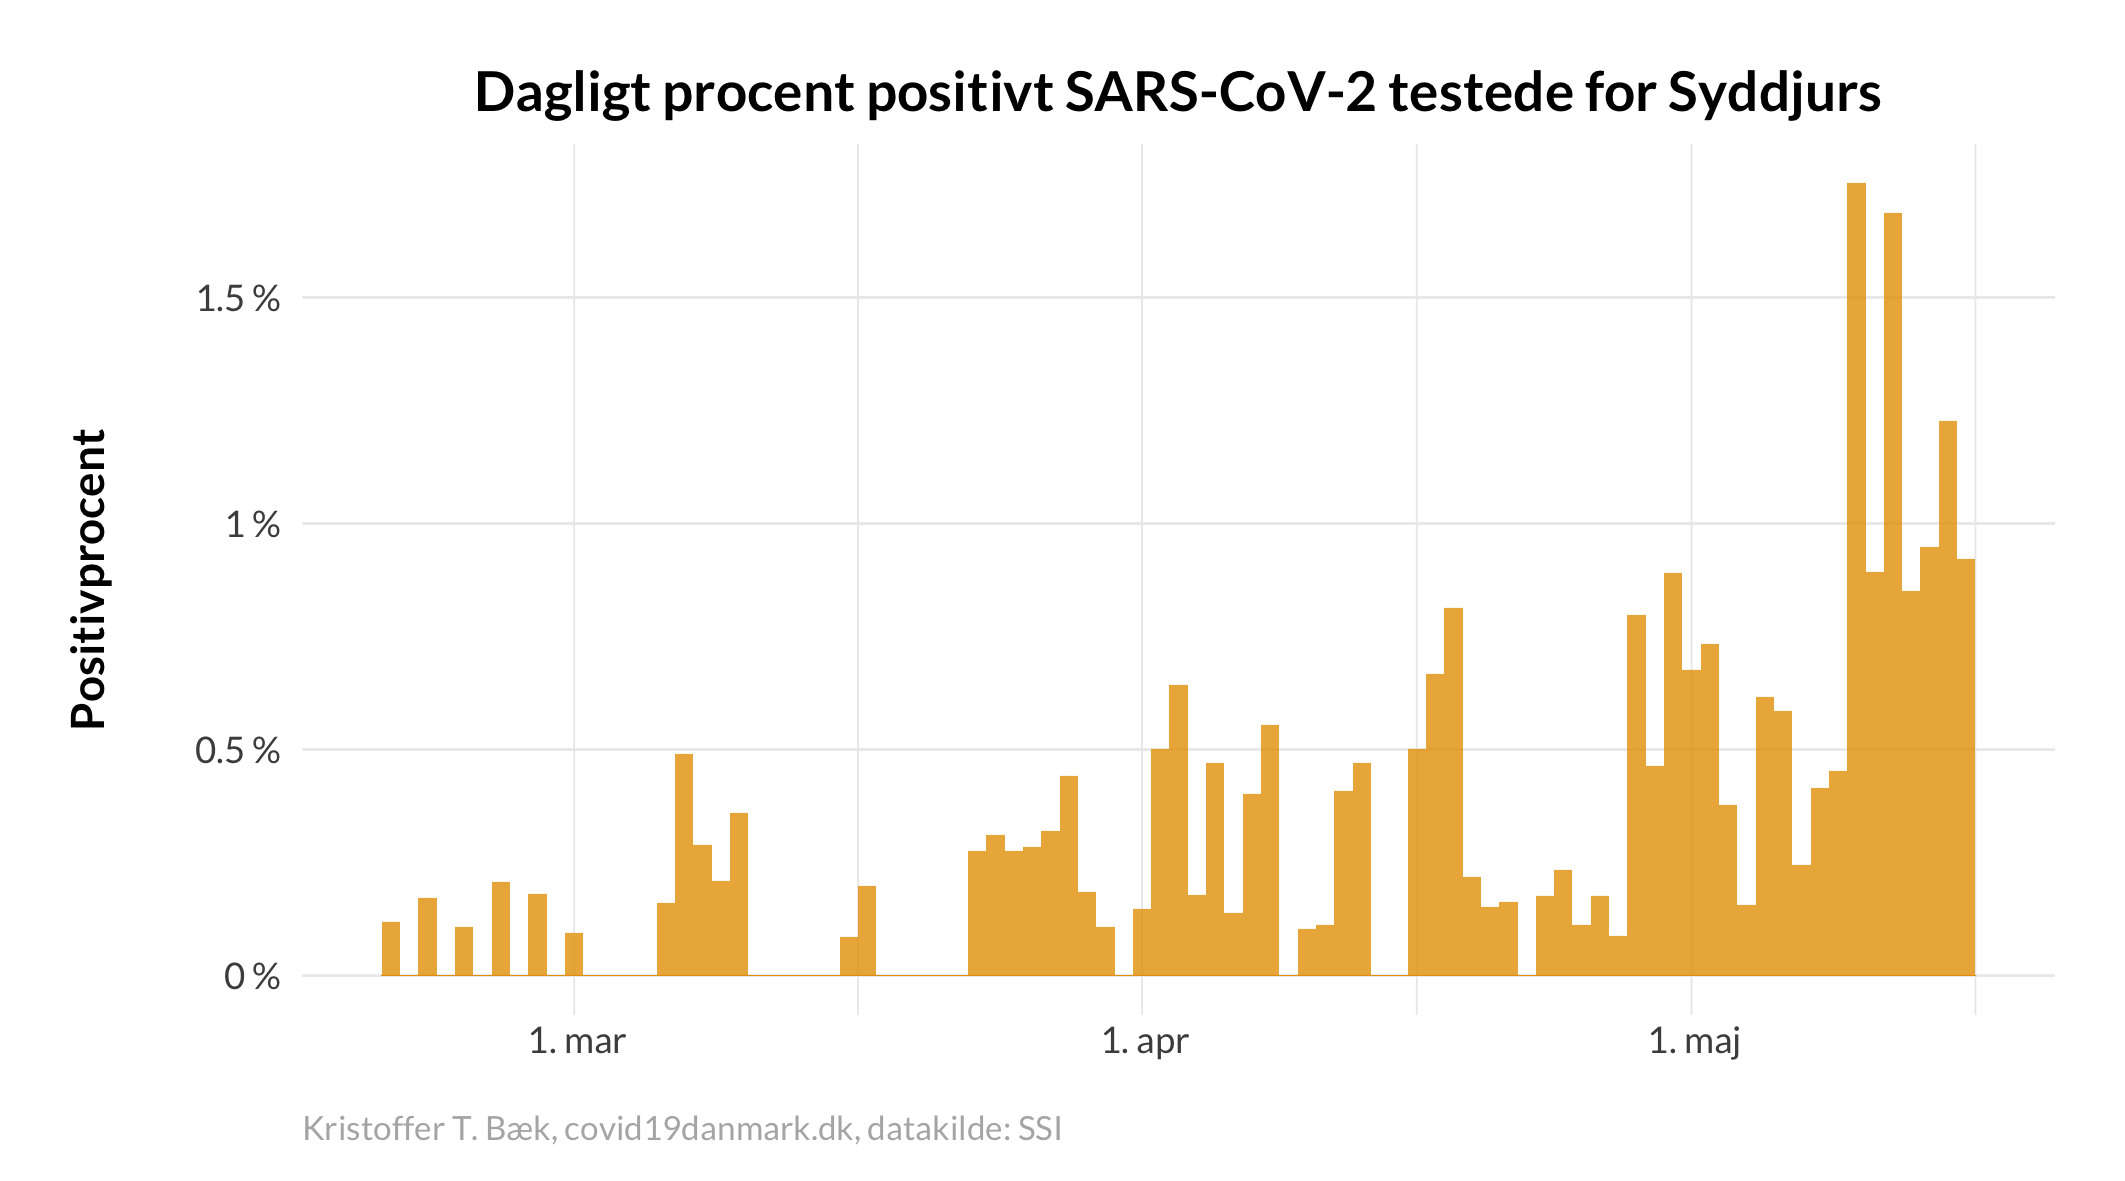 Dagligt procent positivt SARS-CoV-2 testede for Syddjurs
Positivprocent
1.5 %
1 %
0.5 %
0 %
1. mar
1. apr
1. maj
Kristoffer T. Bæk, covid19danmark.dk, datakilde: SSI